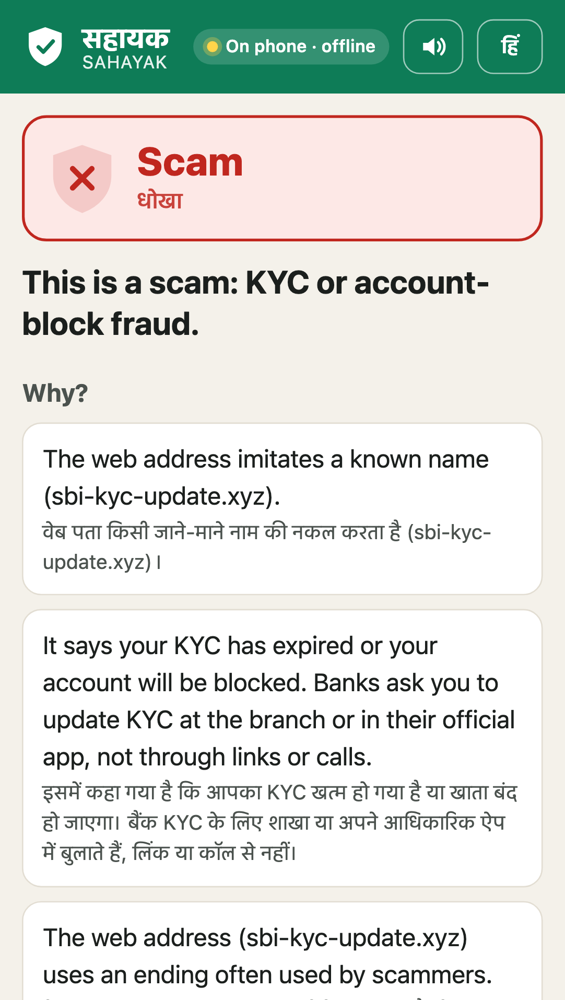 सहायक
SAHAYAK
On phone · offline
हिं
Scam
धोखा
This is a scam: KYC or account-
block fraud.
Why?
The web address imitates a known name
(sbi-kyc-update.xyz).
वेब पता किसी जाने-माने नाम की नकल करता है (sbi-kyc-
update.xyz)।
It says your KYC has expired or your
account will be blocked. Banks ask you to
update KYC at the branch or in their official
app, not through links or calls.
इसमें कहा गया है कि आपका KYC खत्म हो गया है या खाता बंद
हो जाएगा। बैंक KYC के लिए शाखा या अपने आधिकारिक ऐप
में बुलाते हैं, लिंक या कॉल से नहीं।
The web address (sbi-kyc-update.xyz)
uses an ending often used by scammers.